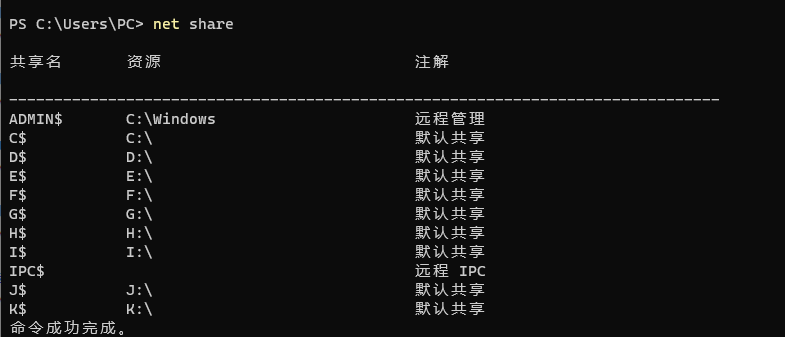 PS C:\Users\PC> net share
共享名 资源 注解
-------------------------------------------------------------------------------
ADMIN$ C:\Windows 远程管理
C$ C:\ 默认共享
D$ D:\ 默认共享
E$ E:\ 默认共享
F$ F:\ 默认共享
G$ G:\ 默认共享
H$ H:\ 默认共享
I$ I:\ 默认共享
IPC$ 远程 IPC
J$ J:\ 默认共享
K$ K:\ 默认共享
命令成功完成。